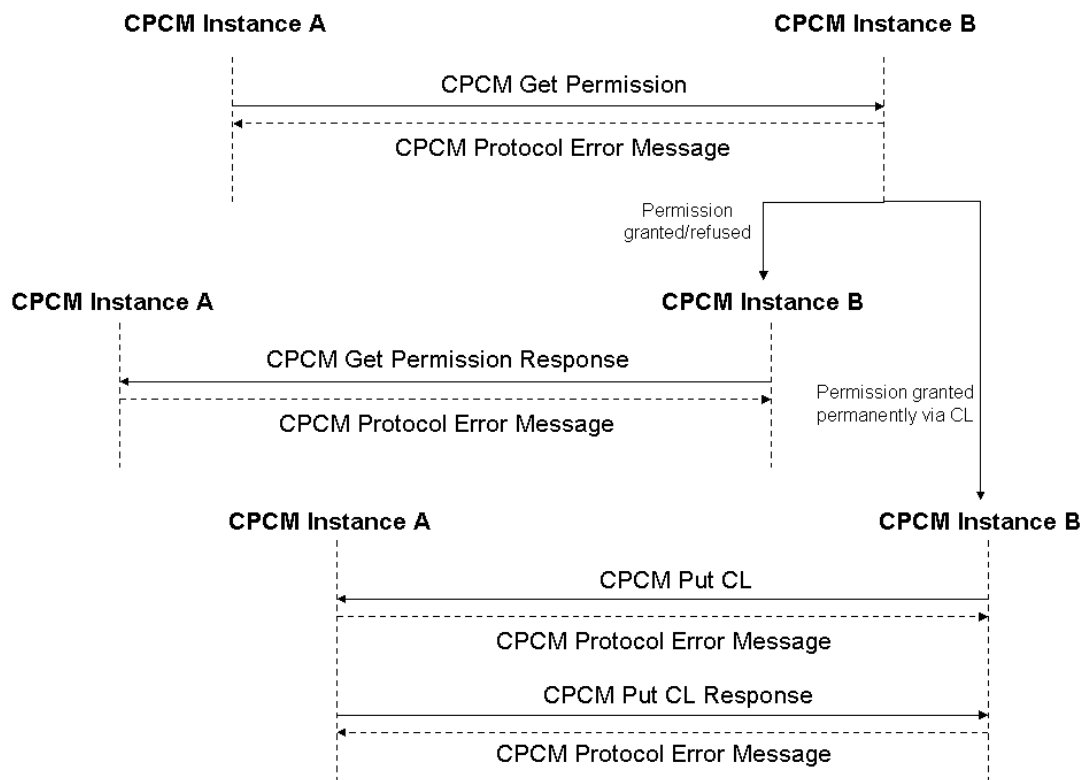 CPCM Instance A
CPCM Instance B
CPCM Get Permission
CPCM Protocol Error Message
Permission
granted/refused
CPCM Instance A
CPCM Instance B
CPCM Get Permission Response
CPCM Protocol Error Message
Permission granted
permanently via CL
CPCM Instance A
CPCM Instance B
CPCM Put CL
CPCM Protocol Error Message
CPCM Put CL Response
CPCM Protocol Error Message